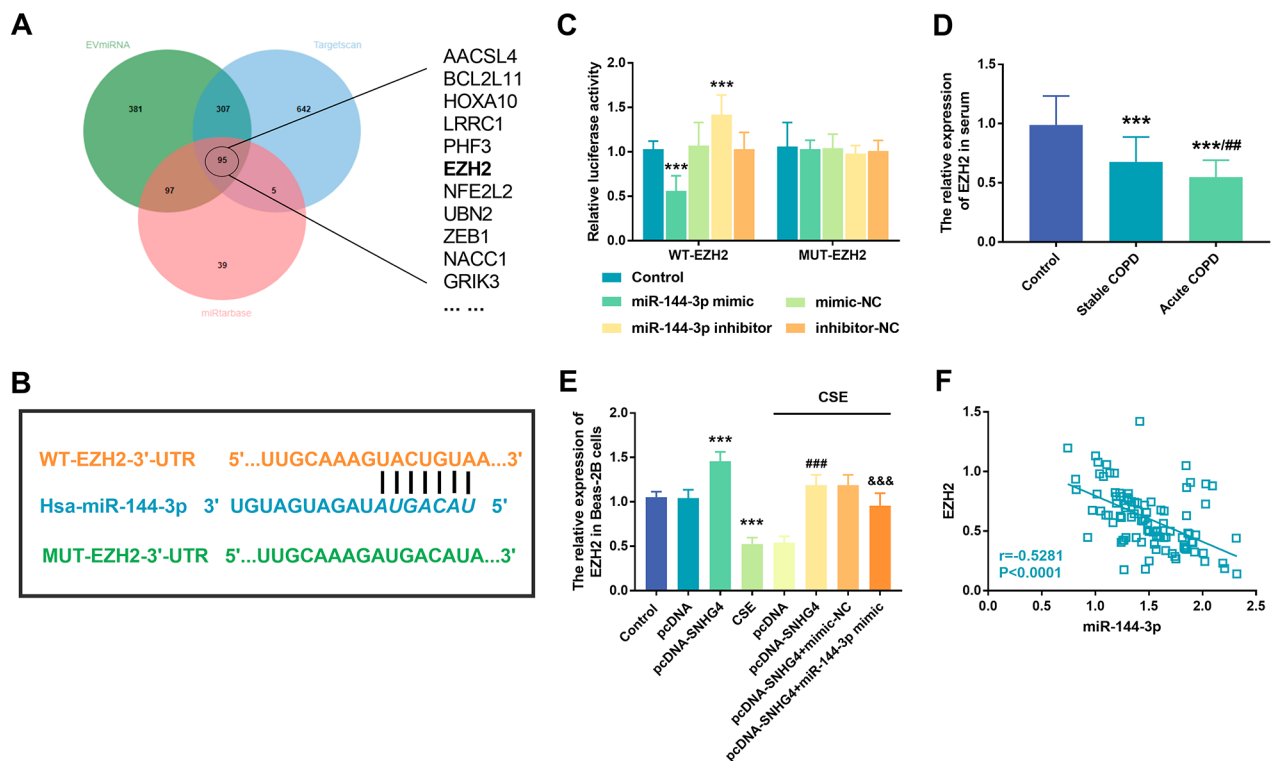 A
EVmiRNA
Targetscan
381
307
642
95
97
5
39
miRtarbase
AACSL4
BCL2L11
HOXA10
LRRC1
PHF3
EZH2
NFE2L2
UBN2
ZEB1
NACC1
GRIK3
... ...
B
WT-EZH2-3'-UTR 5'...UUGCAAAGUACUGUAA...3'
Hsa-miR-144-3p 3' UGUAGUAGAUAUGACAU 5'
MUT-EZH2-3'-UTR 5'...UUGCAAAGAUGACAUA...3'
C
Relative luciferase activity
2.0
1.5
1.0
0.5
0.0
***
***
WT-EZH2
MUT-EZH2
Control
miR-144-3p mimic
mimic-NC
miR-144-3p inhibitor
inhibitor-NC
D
The relative expression
of EZH2 in serum
1.5
1.0
0.5
0.0
***
***/##
Control
Stable COPD
Acute COPD
E
The relative expression of
EZH2 in Beas-2B cells
2.0
1.5
1.0
0.5
0.0
CSE
***
***
###
&&&
Control
pcDNA
pcDNA-SNHG4
CSE
pcDNA
pcDNA-SNHG4
pcDNA-SNHG4+mimic-NC
pcDNA-SNHG4+miR-144-3p mimic
F
EZH2
1.5
1.0
0.5
0.0
r=-0.5281
P<0.0001
0.0
0.5
1.0
1.5
2.0
2.5
miR-144-3p